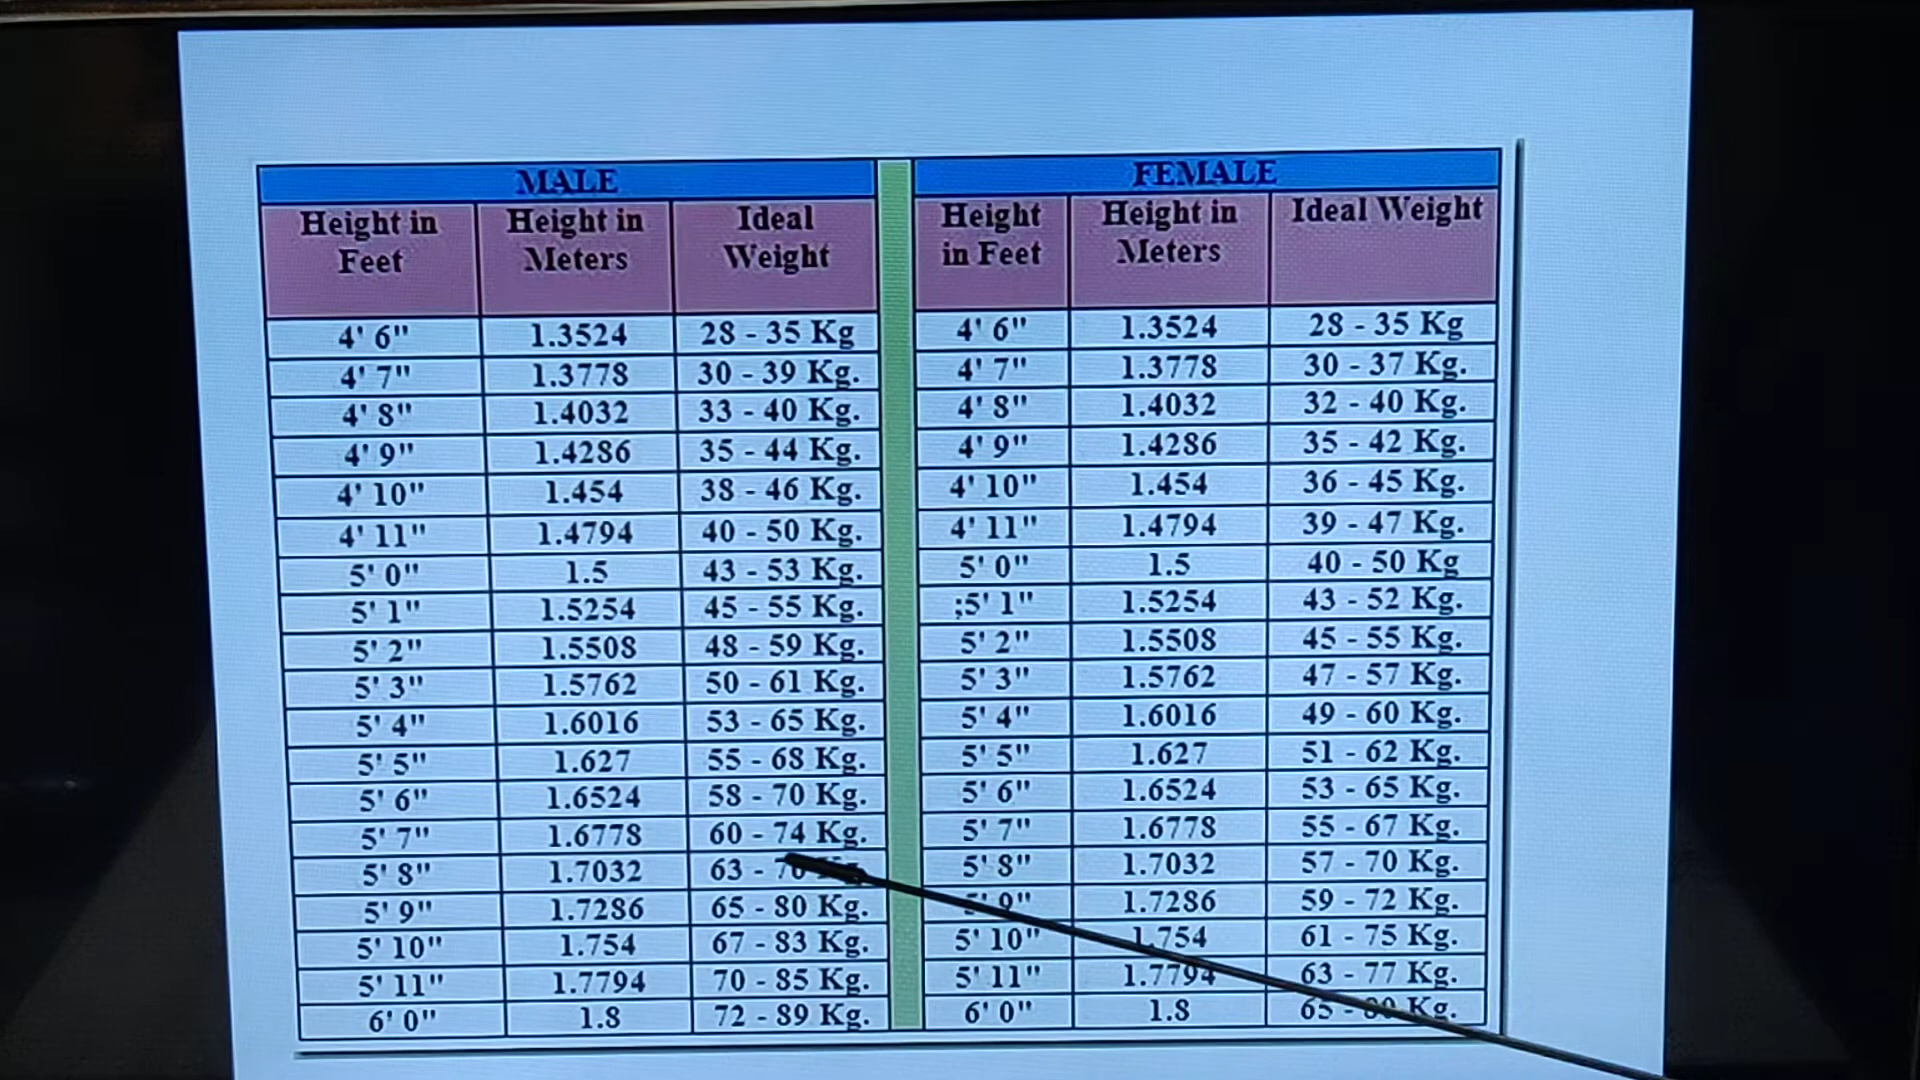 MALE FEMALE
Height in Feet Height in Meters Ideal Weight Height in Feet Height in Meters Ideal Weight
4' 6" 1.3524 28 - 35 Kg 4' 6" 1.3524 28 - 35 Kg
4' 7" 1.3778 30 - 39 Kg. 4' 7" 1.3778 30 - 37 Kg.
4' 8" 1.4032 33 - 40 Kg. 4' 8" 1.4032 32 - 40 Kg.
4' 9" 1.4286 35 - 44 Kg. 4' 9" 1.4286 35 - 42 Kg.
4' 10" 1.454 38 - 46 Kg. 4' 10" 1.454 36 - 45 Kg.
4' 11" 1.4794 40 - 50 Kg. 4' 11" 1.4794 39 - 47 Kg.
5' 0" 1.5 43 - 53 Kg. 5' 0" 1.5 40 - 50 Kg
5' 1" 1.5254 45 - 55 Kg. ;5' 1" 1.5254 43 - 52 Kg.
5' 2" 1.5508 48 - 59 Kg. 5' 2" 1.5508 45 - 55 Kg.
5' 3" 1.5762 50 - 61 Kg. 5' 3" 1.5762 47 - 57 Kg.
5' 4" 1.6016 53 - 65 Kg. 5' 4" 1.6016 49 - 60 Kg.
5' 5" 1.627 55 - 68 Kg. 5' 5" 1.627 51 - 62 Kg.
5' 6" 1.6524 58 - 70 Kg. 5' 6" 1.6524 53 - 65 Kg.
5' 7" 1.6778 60 - 74 Kg. 5' 7" 1.6778 55 - 67 Kg.
5' 8" 1.7032 63 - 5' 8" 1.7032 57 - 70 Kg.
5' 9" 1.7286 65 - 80 Kg. 9" 1.7286 59 - 72 Kg.
5' 10" 1.754 67 - 83 Kg. 5' 10" 1.754 61 - 75 Kg.
5' 11" 1.7794 70 - 85 Kg. 5' 11" 1.7794 63 - 77 Kg.
6' 0" 1.8 72 - 89 Kg. 6' 0" 1.8 65 - Kg.